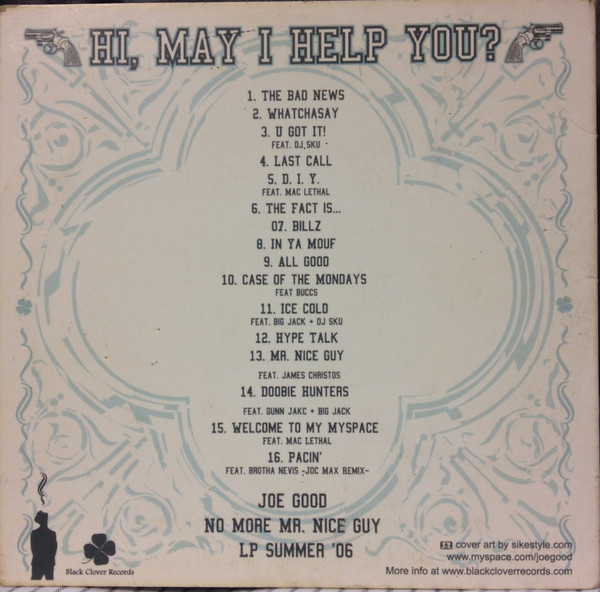 HI, MAY I HELP YOU?
1. THE BAD NEWS
2. WHATCHASAY
3. U GOT IT!
FEAT. DJ SKU
4. LAST CALL
5. D. I. Y.
FEAT. MAC LETHAL
6. THE FACT IS...
07. BILLZ
8. IN YA MOUF
9. ALL GOOD
10. CASE OF THE MONDAYS
FEAT BUCCS
11. ICE COLD
FEAT. BIG JACK + DJ SKU
12. HYPE TALK
13. MR. NICE GUY
FEAT. JAMES CHRISTOS
14. DOOBIE HUNTERS
FEAT. GUNN JAKC + BIG JACK
15. WELCOME TO MY MYSPACE
FEAT. MAC LETHAL
16. PACIN'
FEAT. BROTHA NEVIS -JOC MAX REMIX-
JOE GOOD
NO MORE MR. NICE GUY
LP SUMMER '06
Black Clover Records
cover art by sikestyle.com
www.myspace.com/joegood
More info at www.blackcloverrecords.com